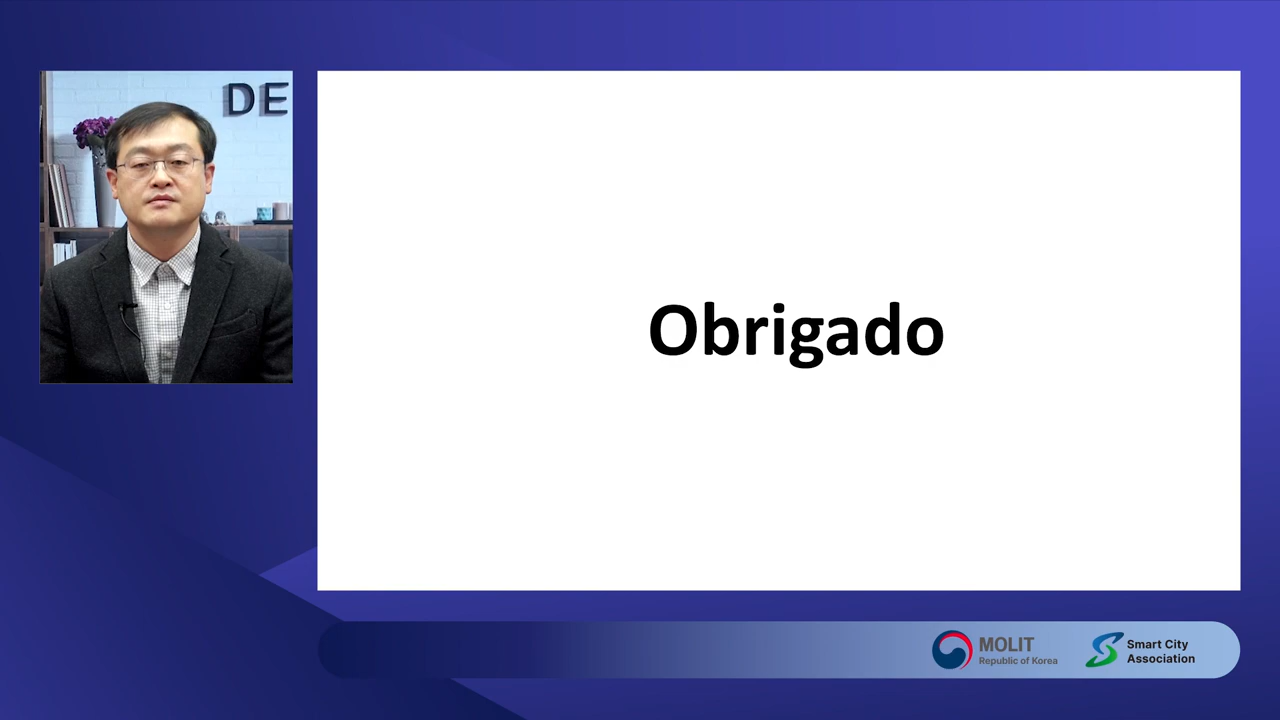 DE
Obrigado
MOLIT
Republic of Korea
Smart City
Association